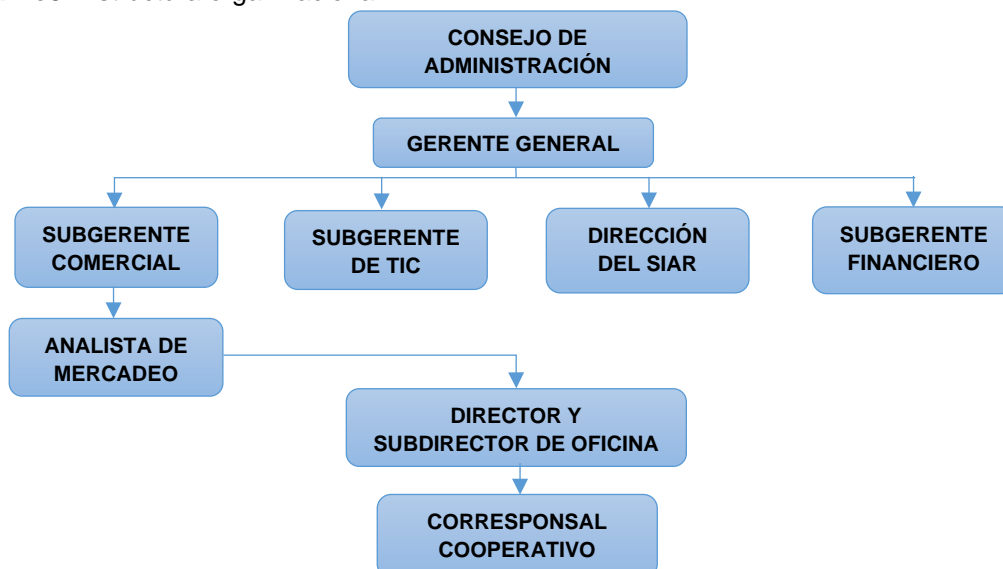 CONSEJO DE
ADMINISTRACIÓN
GERENTE GENERAL
SUBGERENTE
COMERCIAL
SUBGERENTE
DE TIC
DIRECCIÓN
DEL SIAR
SUBGERENTE
FINANCIERO
ANALISTA DE
MERCADEO
DIRECTOR Y
SUBDIRECTOR DE OFICINA
CORRESPONSAL
COOPERATIVO